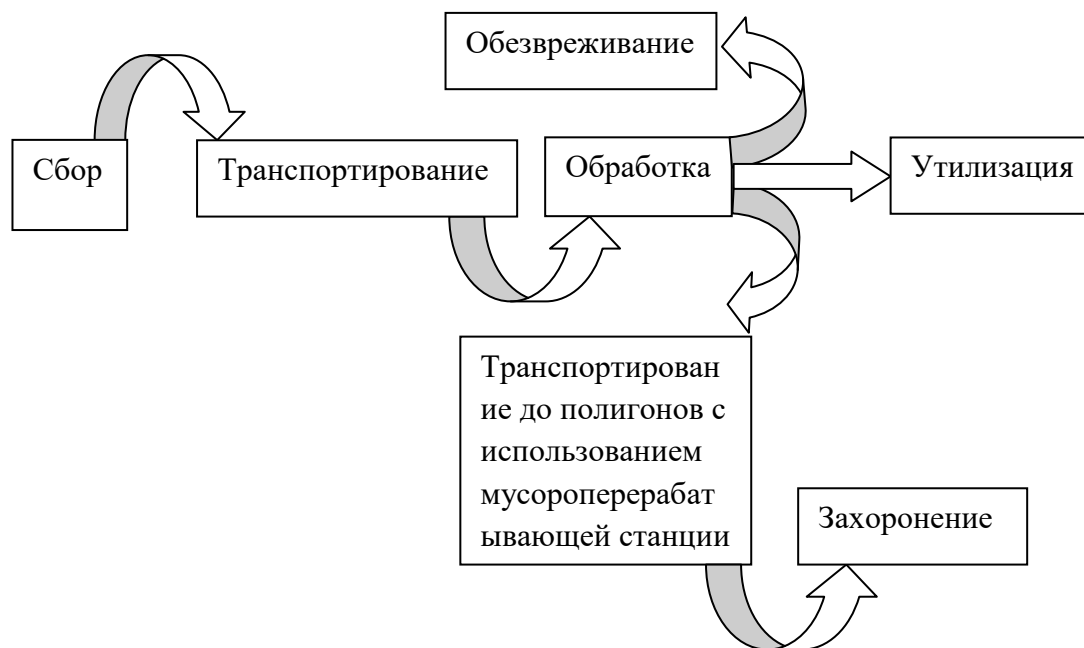 Обезвреживание
Сбор
Транспортирование
Обработка
Утилизация
Транспортирован
ие до полигонов с
использованием
мусороперерабат
ывающей станции
Захоронение